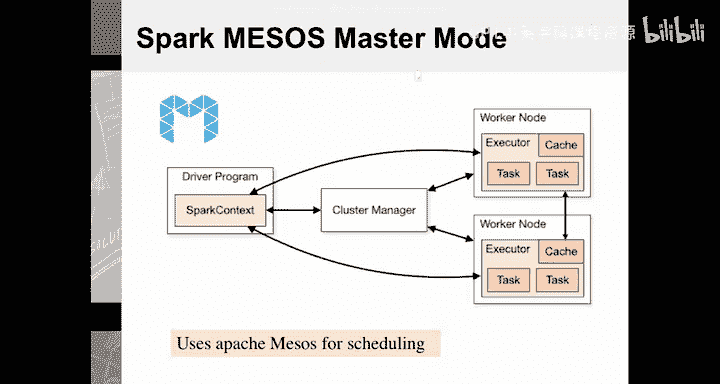 Spark MESOS Master Mode
bilibili
Driver Program
SparkContext
Cluster Manager
Worker Node
Executor
Cache
Task
Task
Worker Node
Executor
Cache
Task
Task
Uses apache Mesos for scheduling